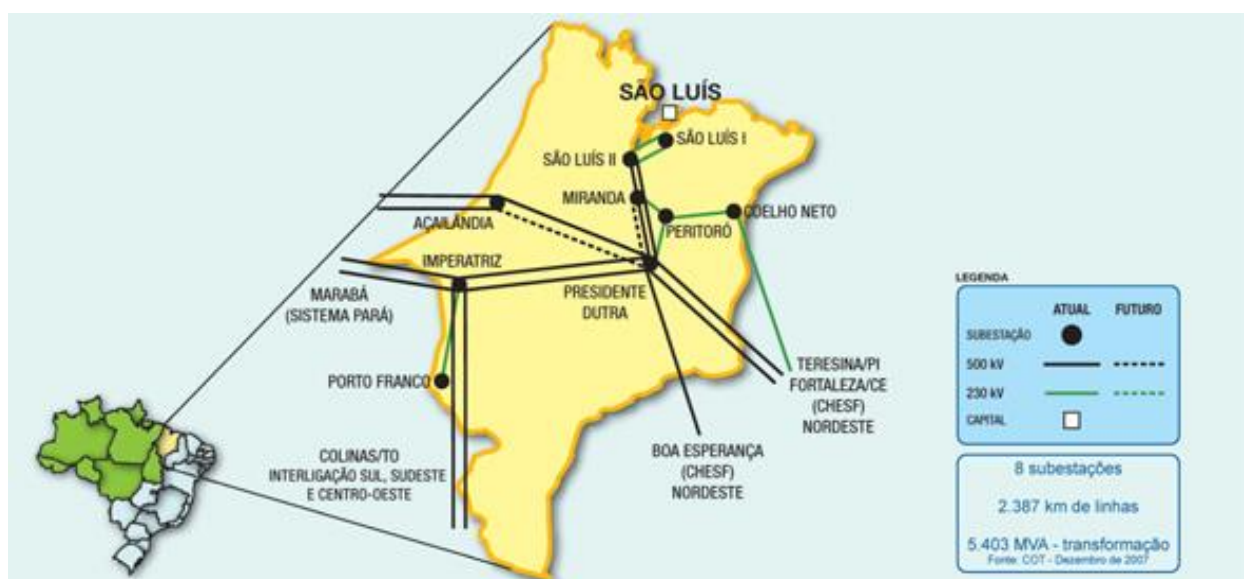 SÃO LUÍS
SÃO LUÍS I
SÃO LUÍS II
MIRANDA
COELHO NETO
PERITORÓ
AÇAILÂNDIA
IMPERATRIZ
MARABÁ
(SISTEMA PARÁ)
PRESIDENTE
DUTRA
PORTO FRANCO
TERESINA/PI
FORTALEZA/CE
(CHESF)
NORDESTE
BOA ESPERANÇA
(CHESF)
NORDESTE
COLINAS/TO
INTERLIGAÇÃO SUL, SUDESTE
E CENTRO-OESTE
LEGENDA
ATUAL FUTURO
SUBESTAÇÃO
500 kV
230 kV
CAPITAL
8 subestações
2.387 km de linhas
5.403 MVA - transformação
Fonte: COT - Dezembro de 2007